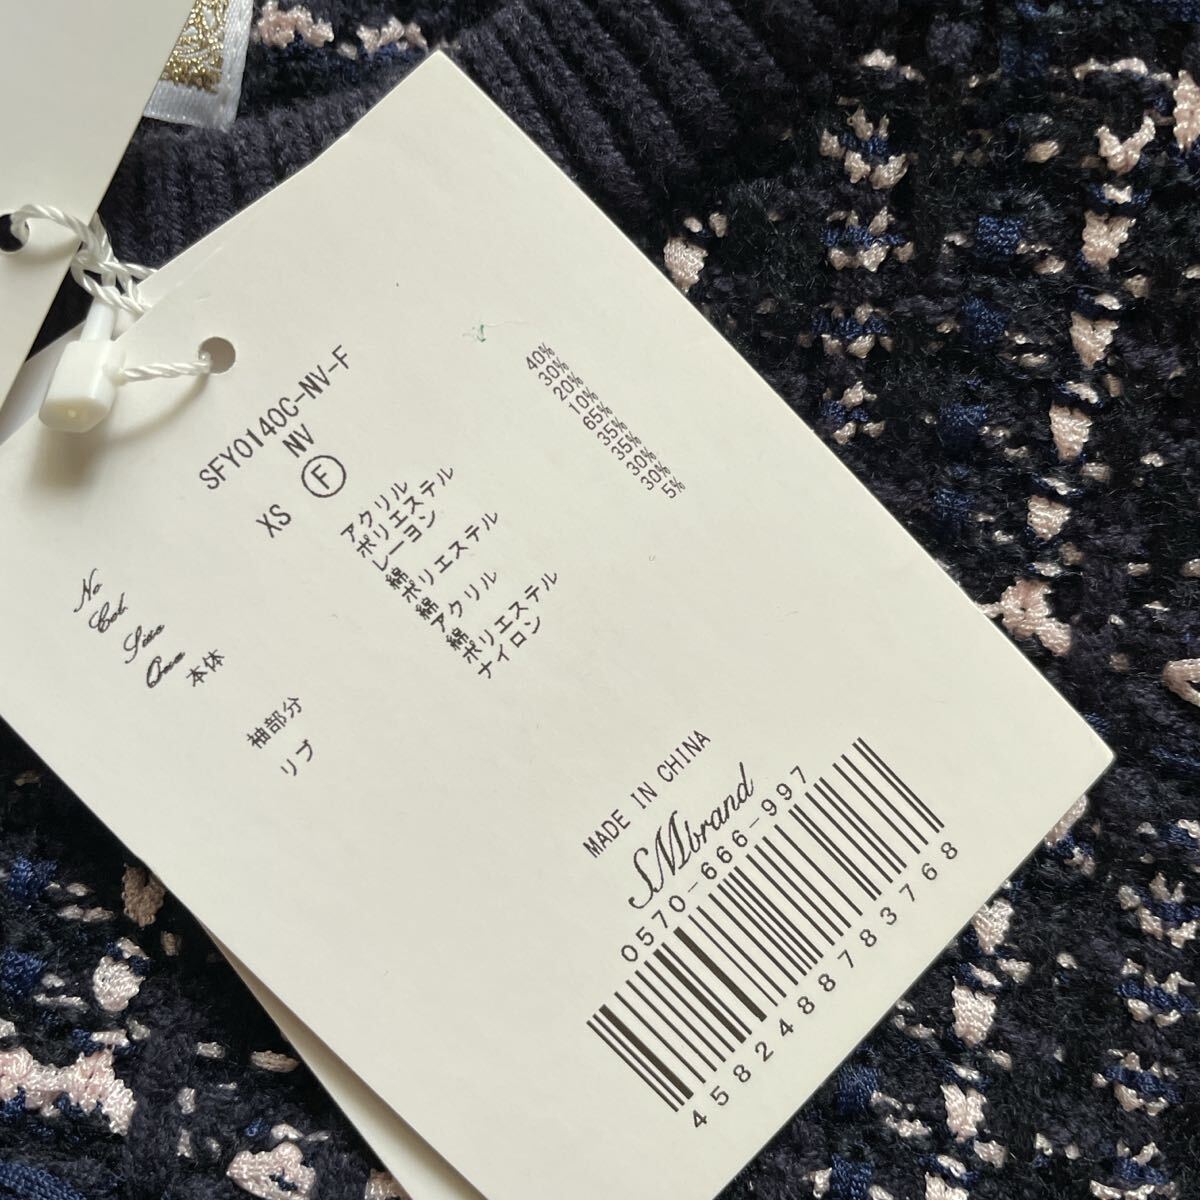 No. SFY0140C-NV-F
Col. NV
Size XS Ⓕ
Qua.
本体 アクリル 40%
ポリエステル 30%
レーヨン 20%
綿 10%
袖部分 ポリエステル 65%
綿 35%
リブ アクリル 35%
綿 30%
ポリエステル 30%
ナイロン 5%
MADE IN CHINA
SMbrand
0570-666-997
4582488783768